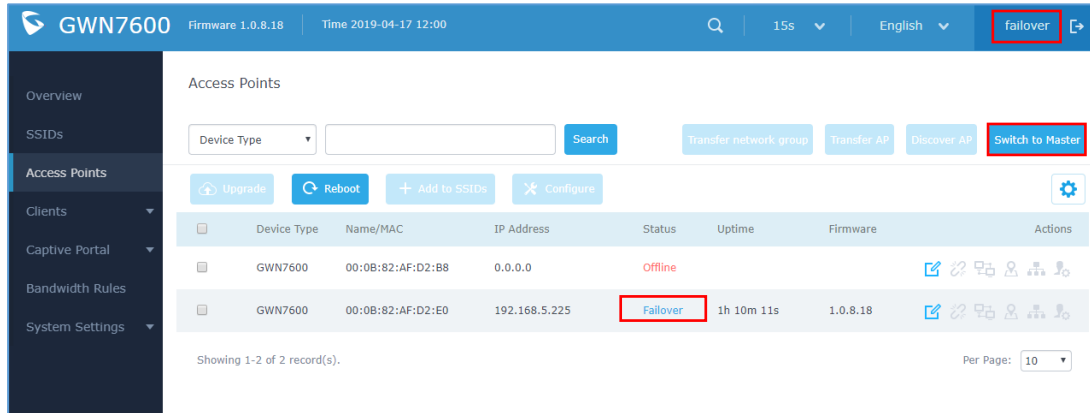 GWN7600 Firmware 1.0.8.18 Time 2019-04-17 12:00 15s English failover
Overview
SSIDs
Access Points
Clients
Captive Portal
Bandwidth Rules
System Settings
Access Points
Device Type Search Transfer network group Transfer AP Discover AP Switch to Master
Upgrade Reboot Add to SSIDs Configure
Device Type Name/MAC IP Address Status Uptime Firmware Actions
GWN7600 00:0B:82:AF:D2:B8 0.0.0.0 Offline
GWN7600 00:0B:82:AF:D2:E0 192.168.5.225 Failover 1h 10m 11s 1.0.8.18
Showing 1-2 of 2 record(s). Per Page: 10